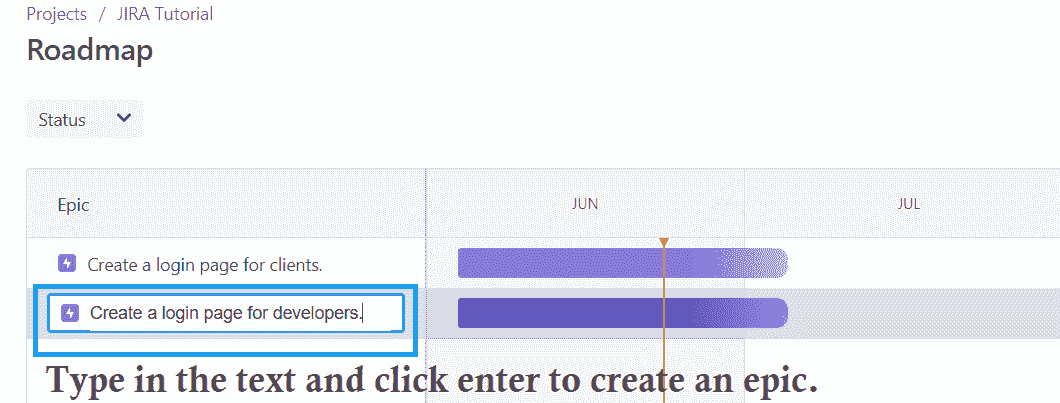 Projects / JIRA Tutorial
Roadmap
Status
Epic JUN JUL
Create a login page for clients.
Create a login page for developers.
Type in the text and click enter to create an epic.